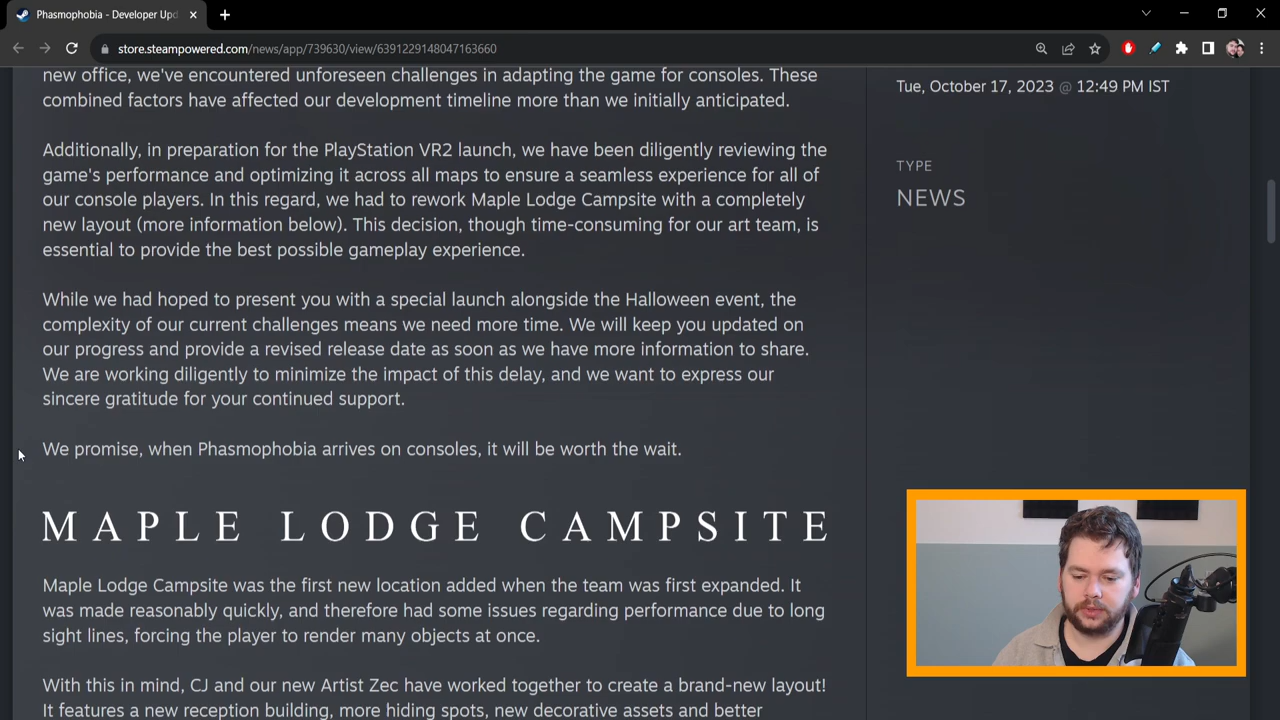 Phasmophobia - Developer Upd
store.steampowered.com/news/app/739630/view/6391229148047163660
new office, we've encountered unforeseen challenges in adapting the game for consoles. These
combined factors have affected our development timeline more than we initially anticipated.
Additionally, in preparation for the PlayStation VR2 launch, we have been diligently reviewing the
game's performance and optimizing it across all maps to ensure a seamless experience for all of
our console players. In this regard, we had to rework Maple Lodge Campsite with a completely
new layout (more information below). This decision, though time-consuming for our art team, is
essential to provide the best possible gameplay experience.
While we had hoped to present you with a special launch alongside the Halloween event, the
complexity of our current challenges means we need more time. We will keep you updated on
our progress and provide a revised release date as soon as we have more information to share.
We are working diligently to minimize the impact of this delay, and we want to express our
sincere gratitude for your continued support.
We promise, when Phasmophobia arrives on consoles, it will be worth the wait.
MAPLE LODGE CAMPSITE
Maple Lodge Campsite was the first new location added when the team was first expanded. It
was made reasonably quickly, and therefore had some issues regarding performance due to long
sight lines, forcing the player to render many objects at once.
With this in mind, CJ and our new Artist Zec have worked together to create a brand-new layout!
It features a new reception building, more hiding spots, new decorative assets and better
Tue, October 17, 2023 @ 12:49 PM IST
TYPE
NEWS